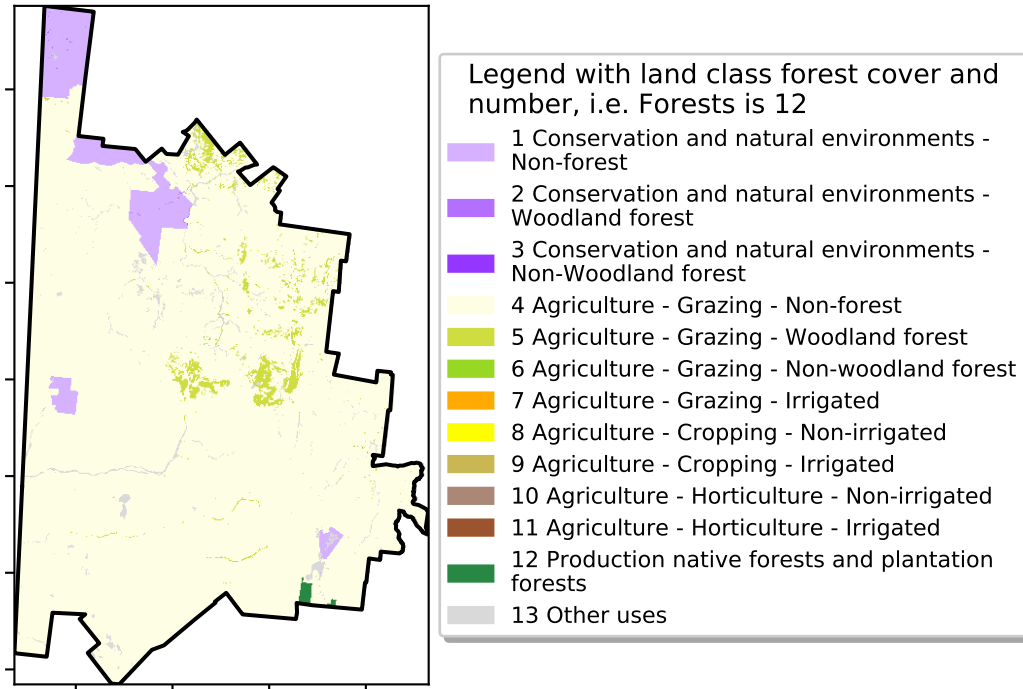 Legend with land class forest cover and
number, i.e. Forests is 12
1 Conservation and natural environments -
Non-forest
2 Conservation and natural environments -
Woodland forest
3 Conservation and natural environments -
Non-Woodland forest
4 Agriculture - Grazing - Non-forest
5 Agriculture - Grazing - Woodland forest
6 Agriculture - Grazing - Non-woodland forest
7 Agriculture - Grazing - Irrigated
8 Agriculture - Cropping - Non-irrigated
9 Agriculture - Cropping - Irrigated
10 Agriculture - Horticulture - Non-irrigated
11 Agriculture - Horticulture - Irrigated
12 Production native forests and plantation
forests
13 Other uses